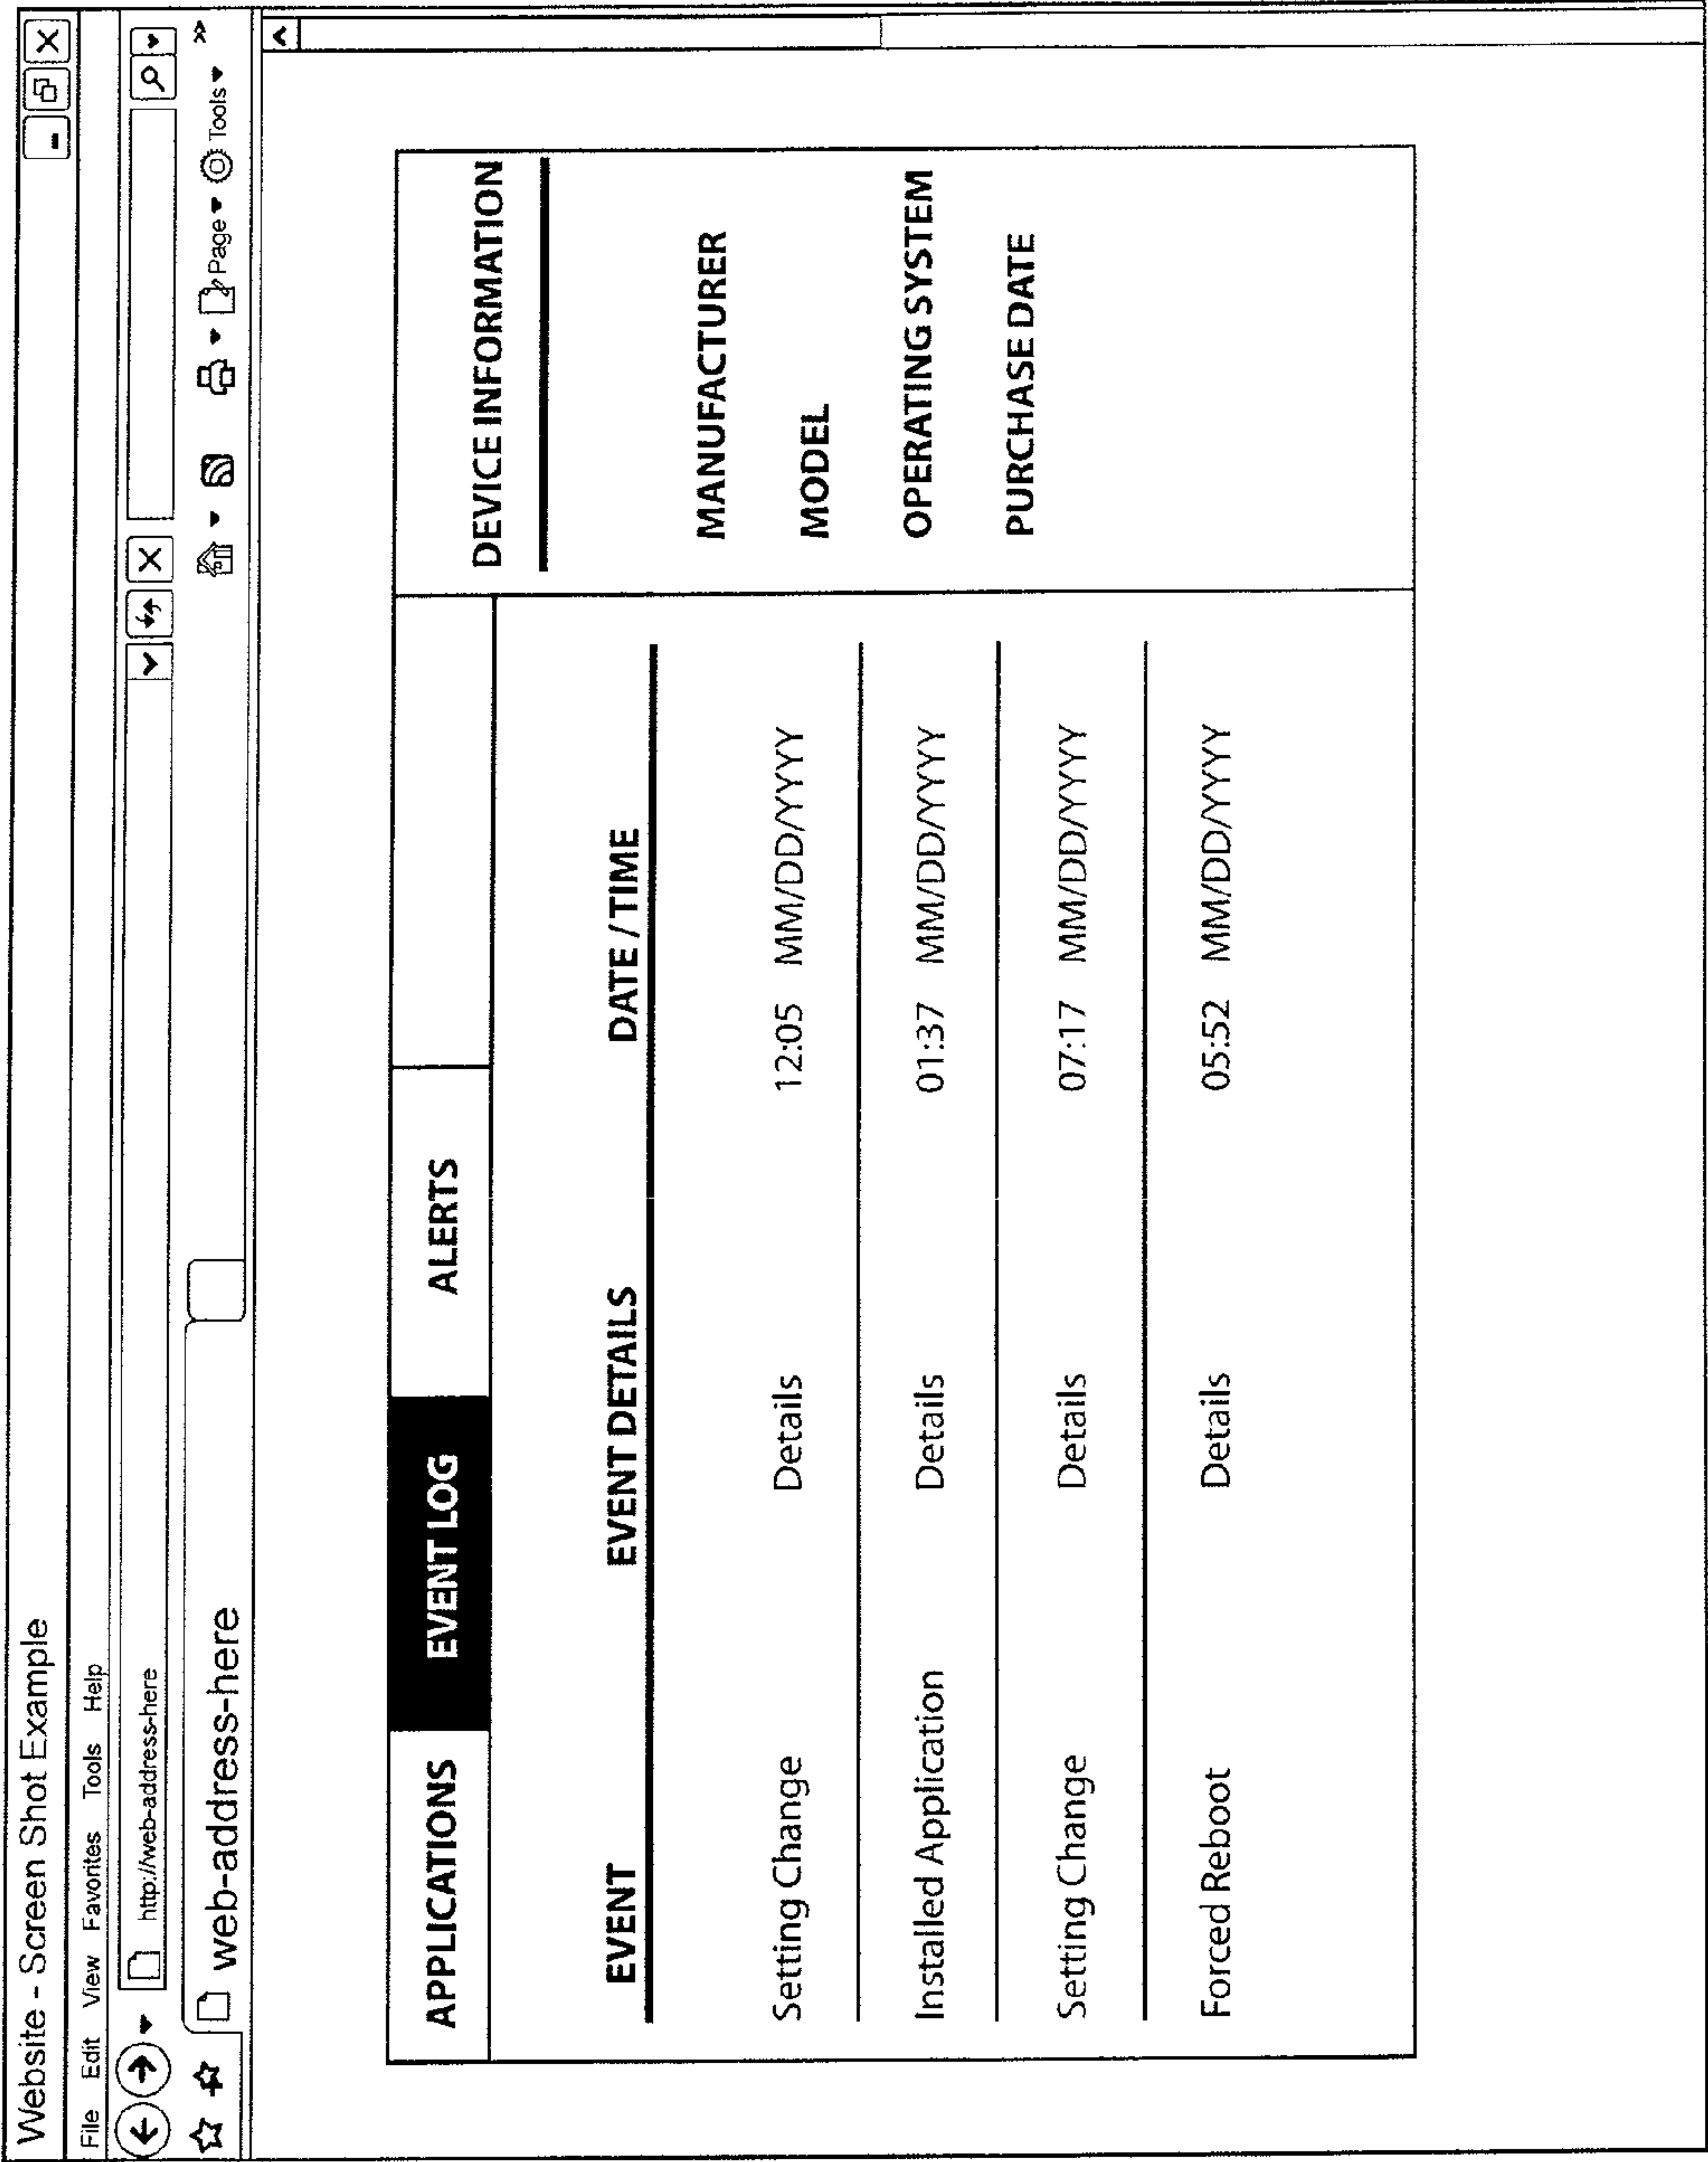 Website - Screen Shot Example
File Edit View Favorites Tools Help
http://web-address-here
web-address-here
Page Tools
APPLICATIONS EVENT LOG ALERTS
DEVICE INFORMATION
EVENT EVENT DETAILS DATE / TIME
MANUFACTURER
Setting Change Details 12:05 MM/DD/YYYY
MODEL
Installed Application Details 01:37 MM/DD/YYYY
OPERATING SYSTEM
Setting Change Details 07:17 MM/DD/YYYY
PURCHASE DATE
Forced Reboot Details 05:52 MM/DD/YYYY